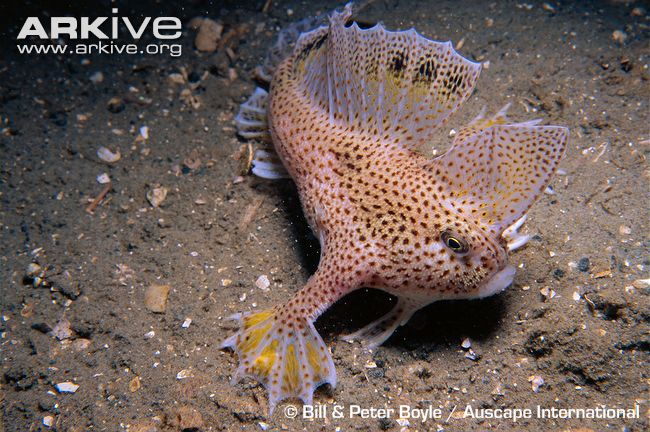 ARKIVE
www.arkive.org
© Bill & Peter Boyle / Auscape International